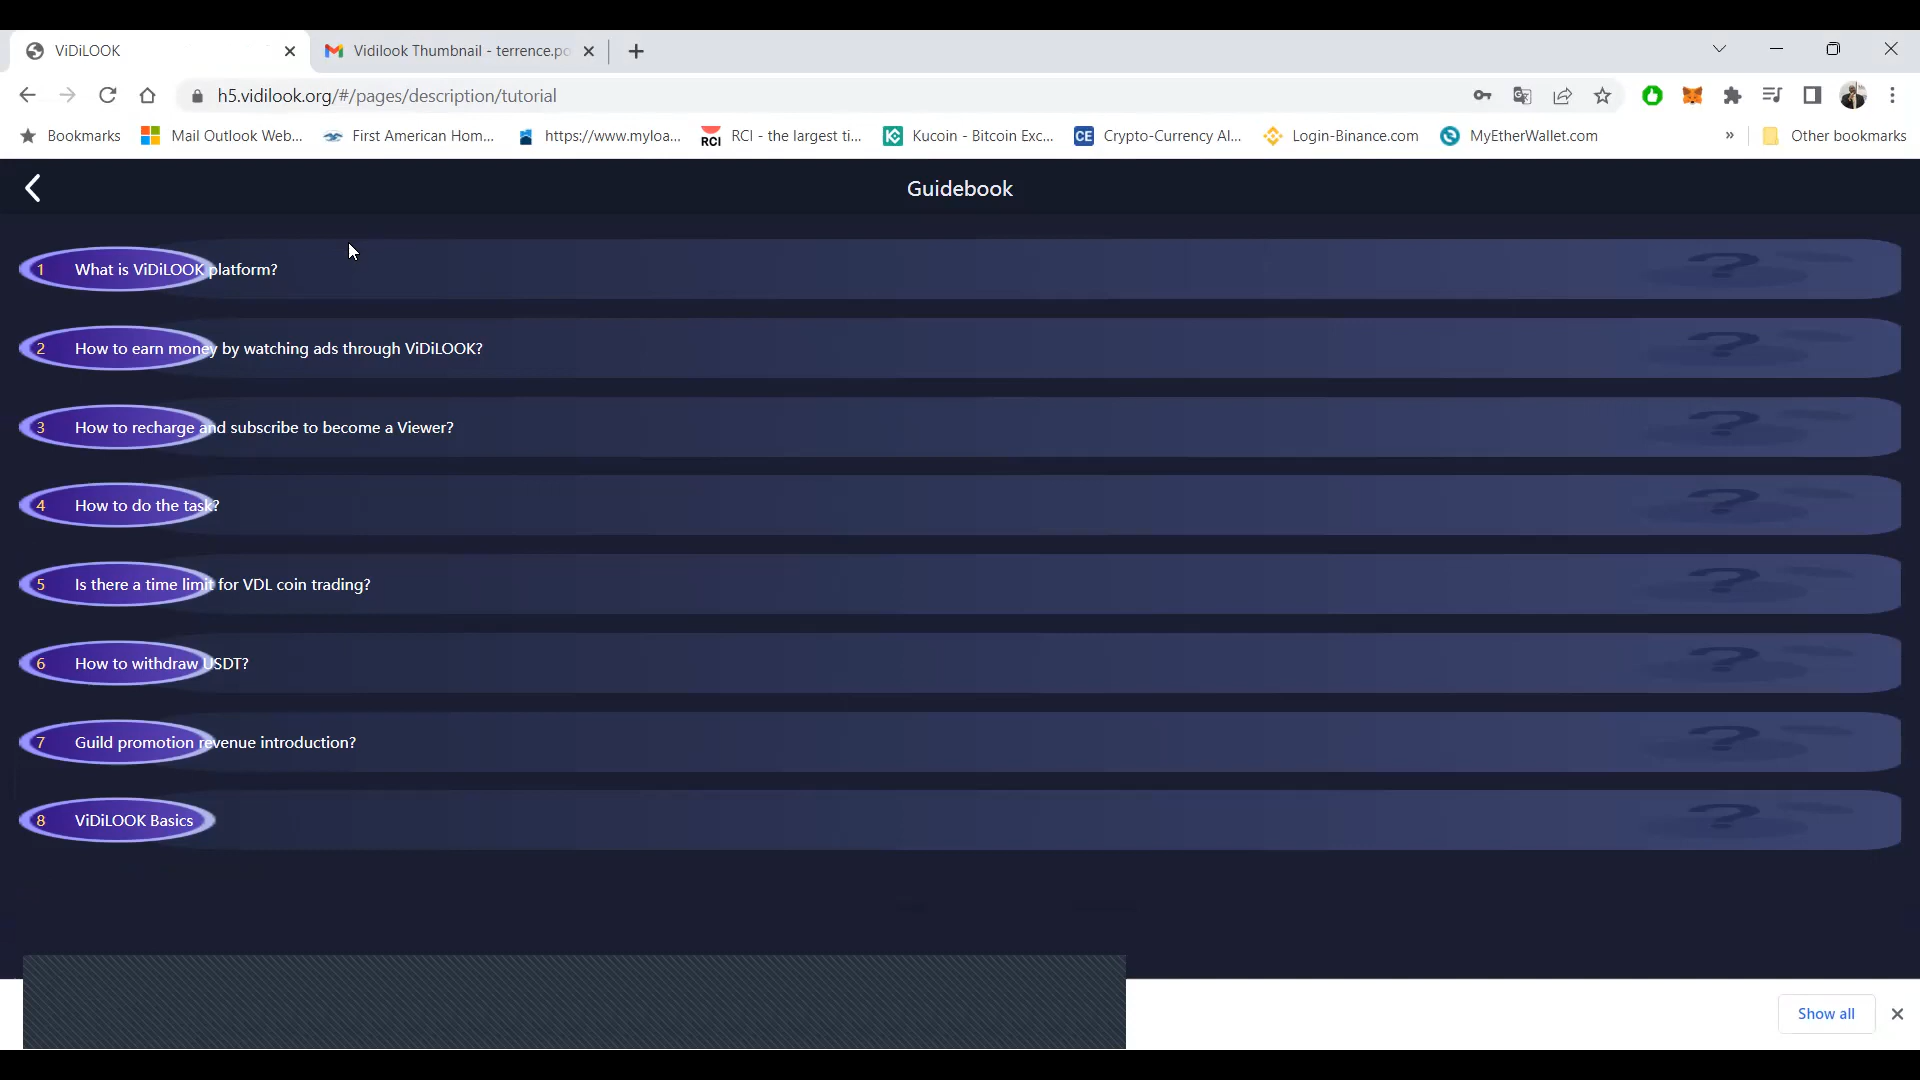 ViDiLOOK
Vidilook Thumbnail - terrence.po
h5.vidilook.org/#/pages/description/tutorial
Bookmarks
Mail Outlook Web...
First American Hom...
https://www.myloa...
RCI
RCI - the largest ti...
Kucoin - Bitcoin Exc...
CE
Crypto-Currency Al...
Login-Binance.com
MyEtherWallet.com
»
Other bookmarks
Guidebook
1 What is ViDiLOOK platform?
2 How to earn money by watching ads through ViDiLOOK?
3 How to recharge and subscribe to become a Viewer?
4 How to do the task?
5 Is there a time limit for VDL coin trading?
6 How to withdraw USDT?
7 Guild promotion revenue introduction?
8 ViDiLOOK Basics
Show all